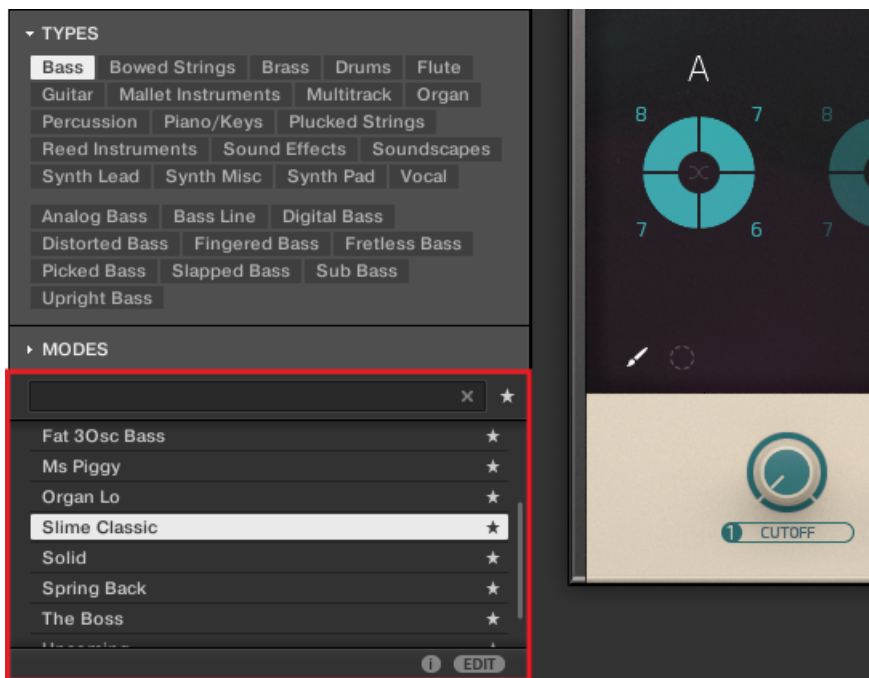 TYPES
Bass Bowed Strings Brass Drums Flute
Guitar Mallet Instruments Multitrack Organ
Percussion Piano/Keys Plucked Strings
Reed Instruments Sound Effects Soundscapes
Synth Lead Synth Misc Synth Pad Vocal
Analog Bass Bass Line Digital Bass
Distorted Bass Fingered Bass Fretless Bass
Picked Bass Slapped Bass Sub Bass
Upright Bass
MODES
Fat 3Osc Bass
Ms Piggy
Organ Lo
Slime Classic
Solid
Spring Back
The Boss
i EDIT
A
8 7 8
7 6 7
1 CUTOFF